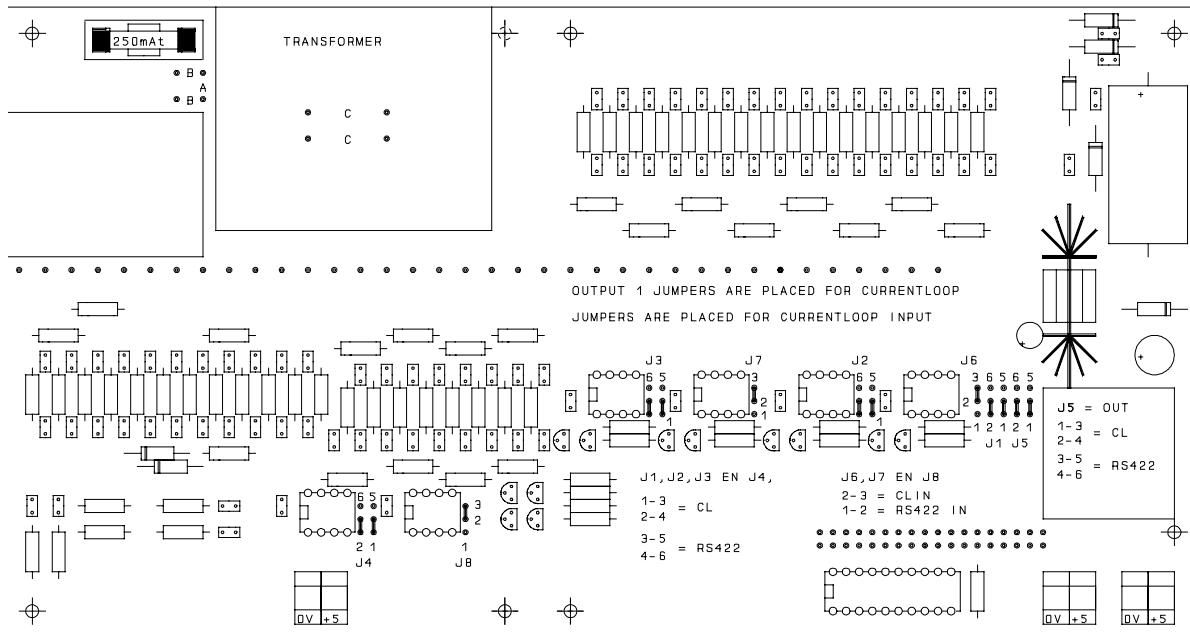 250mAt
TRANSFORMER
B
A
B
C
C
+
OUTPUT 1 JUMPERS ARE PLACED FOR CURRENTLOOP
JUMPERS ARE PLACED FOR CURRENTLOOP INPUT
+
+
J3 J7 J2 J6
6 5 3 6 5 3 6 5 6 5
2 2
1 1 1 1 2 1 2 1
J1 J5
J5 = OUT
1-3
2-4 = CL
3-5
4-6 = RS422
J1,J2,J3 EN J4,
1-3
2-4 = CL
3-5
4-6 = RS422
J6,J7 EN J8
2-3 = CLIN
1-2 = RS422 IN
6 5 3
2
2 1 1
J4 J8
0V +5
0V +5
0V +5